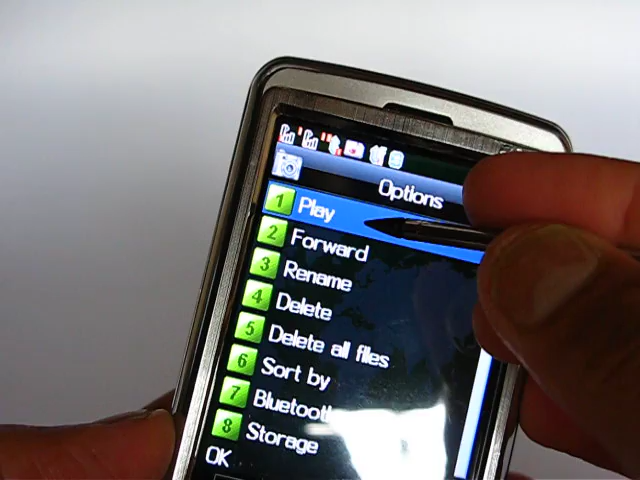 Options
1 Play
2 Forward
3 Rename
4 Delete
5 Delete all files
6 Sort by
7 Bluetooth
8 Storage
OK